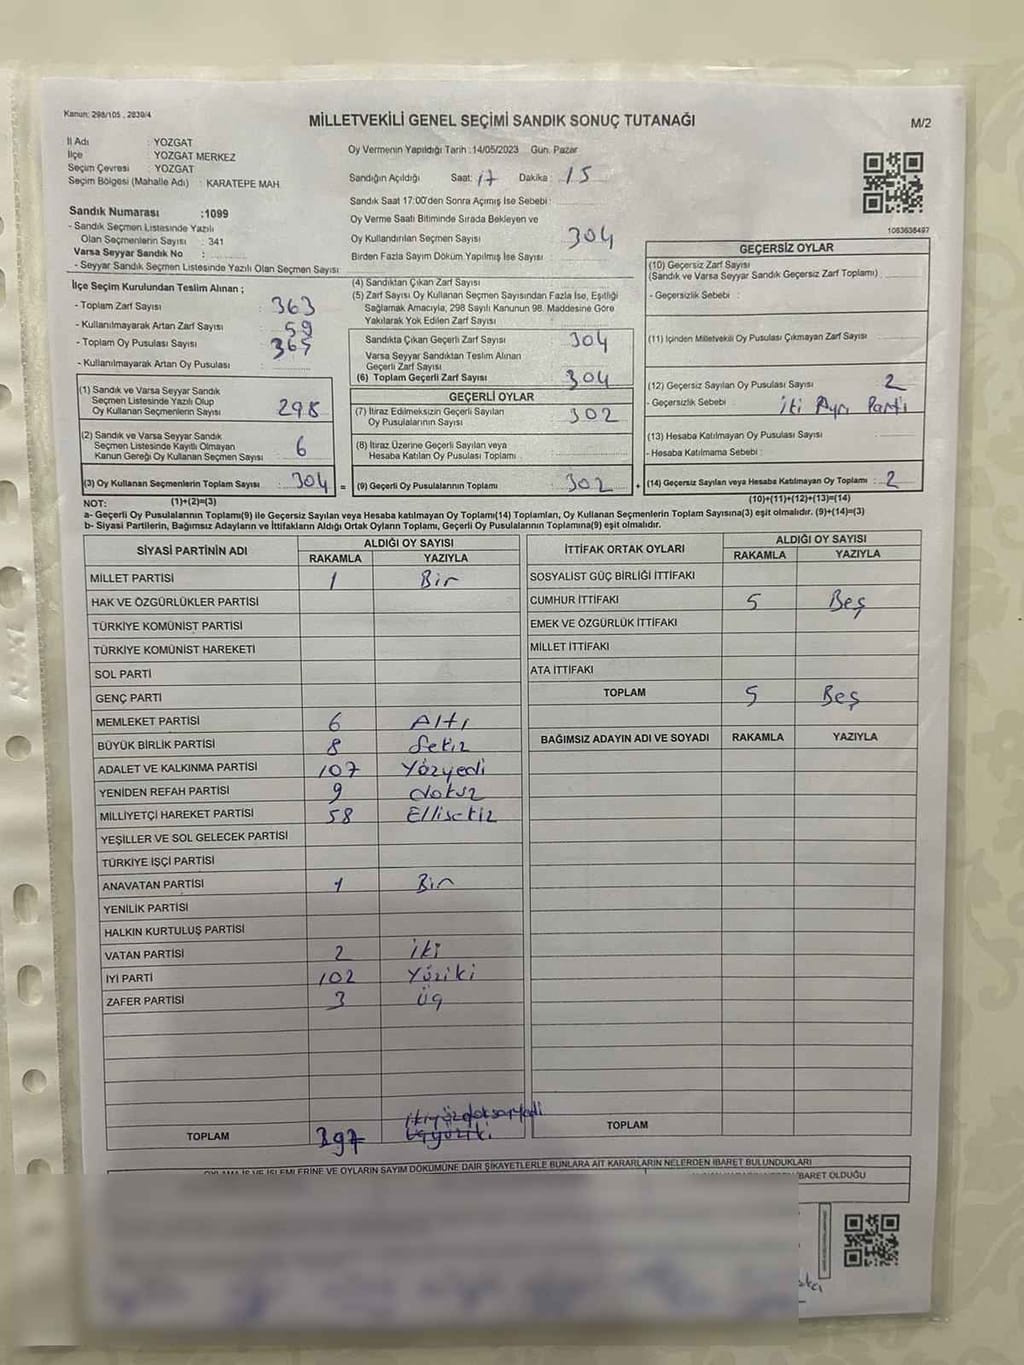 Kanun: 298/105 , 2839/4
MİLLETVEKİLİ GENEL SEÇİMİ SANDIK SONUÇ TUTANAĞI
M/2
İl Adı : YOZGAT
İlçe YOZGAT MERKEZ
Seçim Çevresi YOZGAT
Seçim Bölgesi (Mahalle Adı) : KARATEPE MAH
Sandık Numarası :1099
- Sandık Seçmen Listesinde Yazılı
Olan Seçmenlerin Sayısı : 341
Varsa Seyyar Sandık No :
- Seyyar Sandık Seçmen Listesinde Yazılı Olan Seçmen Sayısı :
İlçe Seçim Kurulundan Teslim Alınan ;
- Toplam Zarf Sayısı : 363
- Kullanılmayarak Artan Zarf Sayısı : 59
- Toplam Oy Pusulası Sayısı : 365
- Kullanılmayarak Artan Oy Pusulası :
(1) Sandık ve Varsa Seyyar Sandık
Seçmen Listesinde Yazılı Olup
Oy Kullanan Seçmenlerin Sayısı : 298
(2) Sandık ve Varsa Seyyar Sandık
Seçmen Listesinde Kayıtlı Olmayan
Kanun Gereği Oy Kullanan Seçmen Sayısı : 6
(3) Oy Kullanan Seçmenlerin Toplam Sayısı : 304 =
Oy Vermenin Yapıldığı Tarih :14/05/2023 Gün: Pazar
Sandığın Açıldığı Saat: 17 Dakika : 15
Sandık Saat 17:00'den Sonra Açımış İse Sebebi :
Oy Verme Saati Bitiminde Sırada Bekleyen ve
Oy Kullandırılan Seçmen Sayısı : 304
Birden Fazla Sayım Döküm Yapılmış İse Sayısı :
(4) Sandıktan Çıkan Zarf Sayısı :
(5) Zarf Sayısı Oy Kullanan Seçmen Sayısından Fazla İse, Eşitliği
Sağlamak Amacıyla, 298 Sayılı Kanunun 98. Maddesine Göre
Yakılarak Yok Edilen Zarf Sayısı :
Sandıkta Çıkan Geçerli Zarf Sayısı : 304
Varsa Seyyar Sandıktan Teslim Alınan
Geçerli Zarf Sayısı :
(6) Toplam Geçerli Zarf Sayısı : 304
GEÇERLİ OYLAR
(7) İtiraz Edilmeksizin Geçerli Sayılan
Oy Pusulalarının Sayısı : 302
(8) İtiraz Üzerine Geçerli Sayılan veya
Hesaba Katılan Oy Pusulaları Toplamı :
(9) Geçerli Oy Pusulalarının Toplamı : 302 +
1083636497
GEÇERSİZ OYLAR
(10) Geçersiz Zarf Sayısı
(Sandık ve Varsa Seyyar Sandık Geçersiz Zarf Toplamı) :
- Geçersizlik Sebebi :
(11) İçinden Milletvekili Oy Pusulası Çıkmayan Zarf Sayısı :
(12) Geçersiz Sayılan Oy Pusulası Sayısı : 2
- Geçersizlik Sebebi : İki Ayrı Parti
(13) Hesaba Katılmayan Oy Pusulası Sayısı :
- Hesaba Katılmama Sebebi :
(14) Geçersiz Sayılan veya Hesaba Katılmayan Oy Toplamı : 2
NOT: (1)+(2)=(3) (10)+(11)+(12)+(13)=(14)
a- Geçerli Oy Pusulalarının Toplamı(9) ile Geçersiz Sayılan veya Hesaba katılmayan Oy Toplamı(14) Toplamları, Oy Kullanan Seçmenlerin Toplam Sayısına(3) eşit olmalıdır. (9)+(14)=(3)
b- Siyasi Partilerin, Bağımsız Adayların ve İttifakların Aldığı Ortak Oyların Toplamı, Geçerli Oy Pusulalarının Toplamına(9) eşit olmalıdır.
SİYASİ PARTİNİN ADI ALDIĞI OY SAYISI
RAKAMLA YAZIYLA
MİLLET PARTİSİ 1 Bir
HAK VE ÖZGÜRLÜKLER PARTİSİ
TÜRKİYE KOMÜNİST PARTİSİ
TÜRKİYE KOMÜNİST HAREKETİ
SOL PARTİ
GENÇ PARTİ
MEMLEKET PARTİSİ 6 Altı
BÜYÜK BİRLİK PARTİSİ 8 Sekiz
ADALET VE KALKINMA PARTİSİ 107 Yüzyedi
YENİDEN REFAH PARTİSİ 9 dokuz
MİLLİYETÇİ HAREKET PARTİSİ 58 Ellisekiz
YEŞİLLER VE SOL GELECEK PARTİSİ
TÜRKİYE İŞÇİ PARTİSİ
ANAVATAN PARTİSİ 1 Bir
YENİLİK PARTİSİ
HALKIN KURTULUŞ PARTİSİ
VATAN PARTİSİ 2 iki
İYİ PARTİ 102 Yüziki
ZAFER PARTİSİ 3 üç
TOPLAM 297 ikiyüzdoksanyedi
İTTİFAK ORTAK OYLARI ALDIĞI OY SAYISI
RAKAMLA YAZIYLA
SOSYALİST GÜÇ BİRLİĞİ İTTİFAKI
CUMHUR İTTİFAKI 5 Beş
EMEK VE ÖZGÜRLÜK İTTİFAKI
MİLLET İTTİFAKI
ATA İTTİFAKI
TOPLAM 5 Beş
BAĞIMSIZ ADAYIN ADI VE SOYADI RAKAMLA YAZIYLA
TOPLAM
İŞLEMLERİNE VE OYLARIN SAYIM DÖKÜMÜNE DAİR ŞİKAYETLERLE BUNLARA AİT KARARLARIN NELERDEN İBARET BULUNDUKLARI
İBARET OLDUĞU